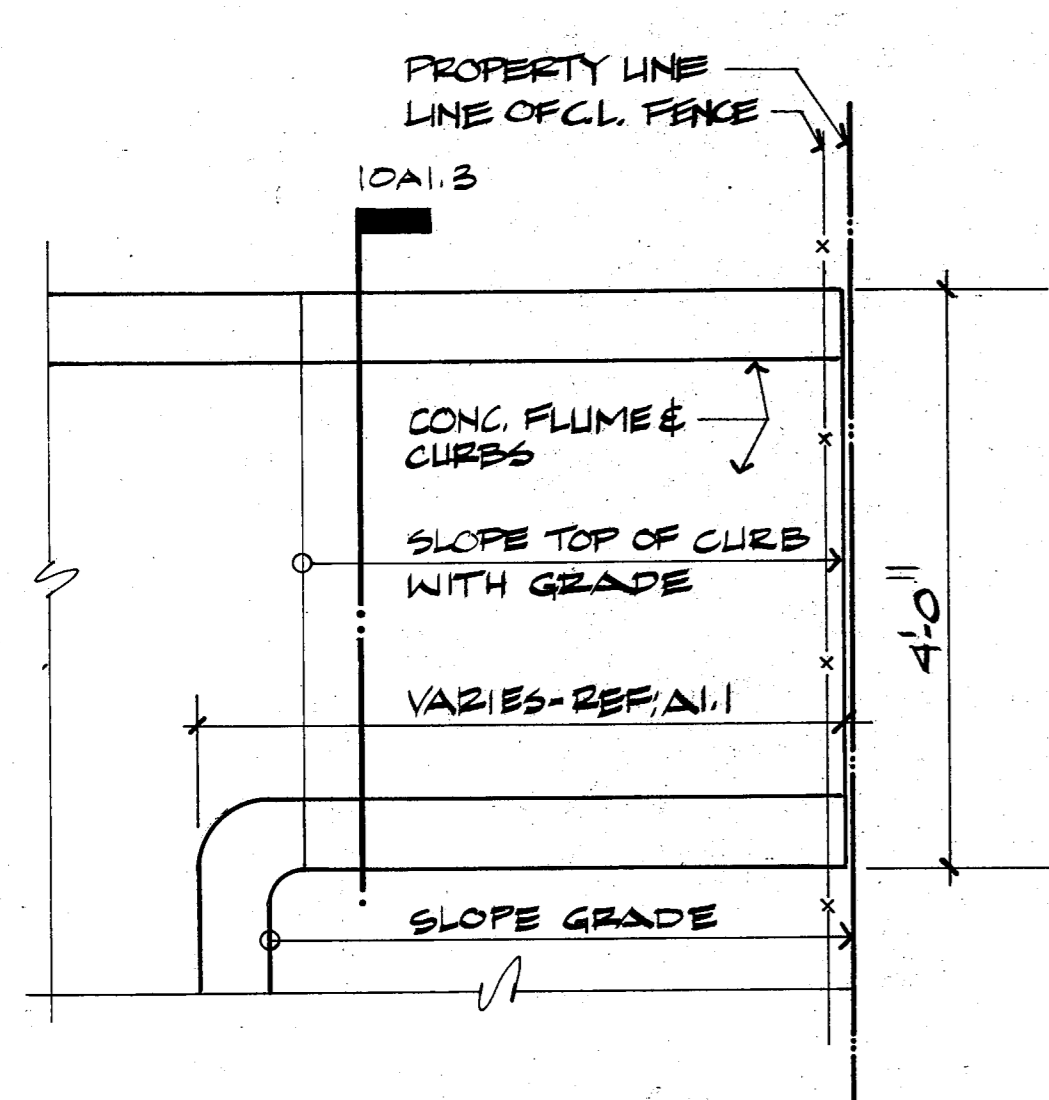 PROPERTY LINE
LINE OF C.L. FENCE
10A1.3
CONC. FLUME &
CURBS
SLOPE TOP OF CURB
WITH GRADE
4'-0"
VARIES-REF; A1.1
SLOPE GRADE